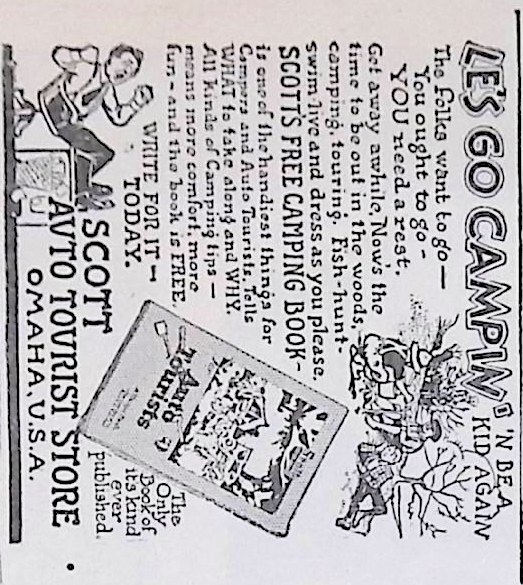 LE'S GO CAMPIN' 'N BE A
KID AGAIN
The folks want to go—
You ought to go -
YOU need a rest.
Get away awhile, Now's the
time to be out in the woods,
camping, touring. Fish-hunt-
swim-live and dress as you please.
SCOTT'S FREE CAMPING BOOK-
is one of the handiest things for
Campers and Auto Tourists. Tells
WHAT to take along and WHY.
All kinds of Camping tips —
means more comfort, more
fun,-and the book is FREE.
WRITE FOR IT —
TODAY.
SCOTT
AVTO TOURIST STORE
OMAHA, U.S.A.
Auto
Tourists
The
Only
Book of
its kind
ever
published.